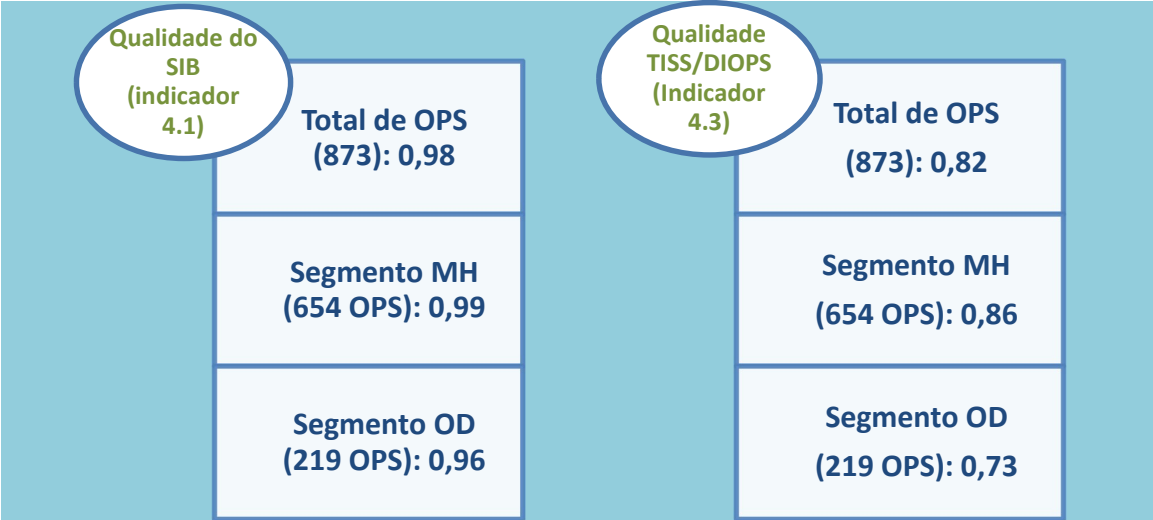 Qualidade do
SIB
(indicador
4.1)
Total de OPS
(873): 0,98
Segmento MH
(654 OPS): 0,99
Segmento OD
(219 OPS): 0,96
Qualidade
TISS/DIOPS
(Indicador
4.3)
Total de OPS
(873): 0,82
Segmento MH
(654 OPS): 0,86
Segmento OD
(219 OPS): 0,73